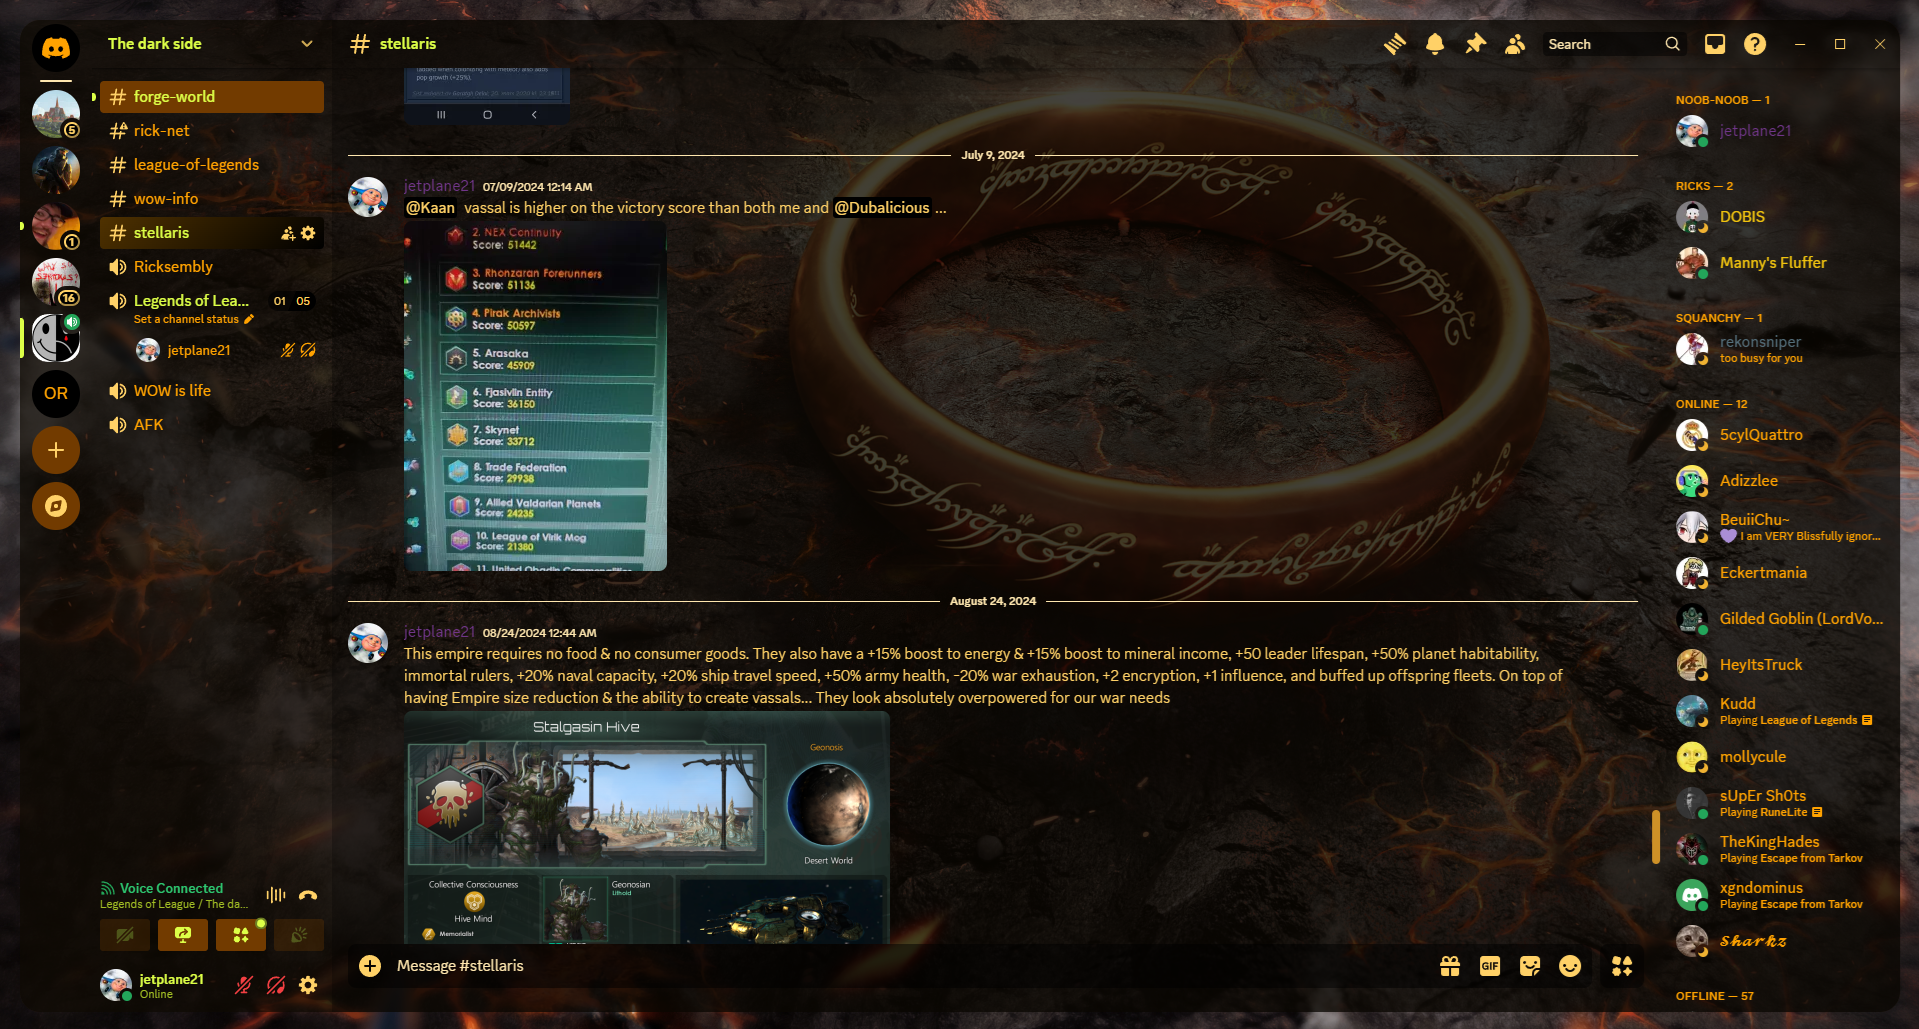 The dark side
stellaris
Search
5
1
16
OR
forge-world
rick-net
league-of-legends
wow-info
stellaris
Ricksembly
Legends of Lea...
01 05
Set a channel status
jetplane21
WOW is life
AFK
Voice Connected
Legends of League / The da...
jetplane21
Online
pop growth (+25%).
July 9, 2024
jetplane21 07/09/2024 12:14 AM
@Kaan vassal is higher on the victory score than both me and @Dubalicious ...
2. NEX Continuity
Score: 51442
3. Rhonzaran Forerunners
Score: 51136
4. Pirak Archivists
Score: 50597
5. Arasaka
Score: 45909
6. Fjasivlin Entity
Score: 36150
7. Skynet
Score: 33712
8. Trade Federation
Score: 29938
9. Allied Valdarian Planets
Score: 24235
10. League of Virik Mog
Score: 21380
11. United Obadin
August 24, 2024
jetplane21 08/24/2024 12:44 AM
This empire requires no food & no consumer goods. They also have a +15% boost to energy & +15% boost to mineral income, +50 leader lifespan, +50% planet habitability,
immortal rulers, +20% naval capacity, +20% ship travel speed, +50% army health, -20% war exhaustion, +2 encryption, +1 influence, and buffed up offspring fleets. On top of
having Empire size reduction & the ability to create vassals... They look absolutely overpowered for our war needs
Stalgasin Hive
Geonosis
Desert World
Collective Consciousness
Hive Mind
Memorialist
Geonosian
Lithoid
Message #stellaris
GIF
NOOB-NOOB — 1
jetplane21
RICKS — 2
DOBIS
Manny's Fluffer
SQUANCHY — 1
rekonsniper
too busy for you
ONLINE — 12
5cylQuattro
Adizzlee
BeuiiChu~
I am VERY Blissfully ignor...
Eckertmania
Gilded Goblin (LordVo...
HeyItsTruck
Kudd
Playing League of Legends
mollycule
sUpEr Sh0ts
Playing RuneLite
TheKingHades
Playing Escape from Tarkov
xgndominus
Playing Escape from Tarkov
𝓢𝓱𝓪𝓻𝓴𝔃
OFFLINE — 57